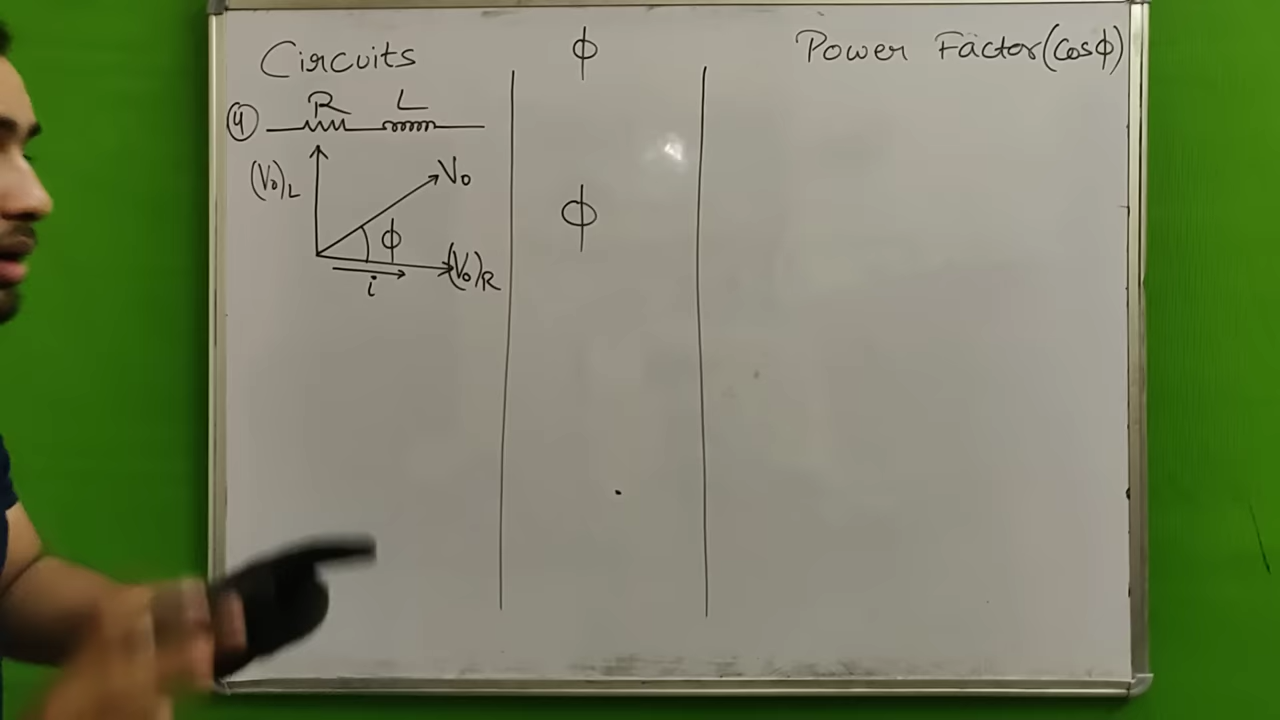 Circuits
ϕ
Power Factor (Cosϕ)
④ R L
(V₀)L
V₀
ϕ
(V₀)R
i
ϕ